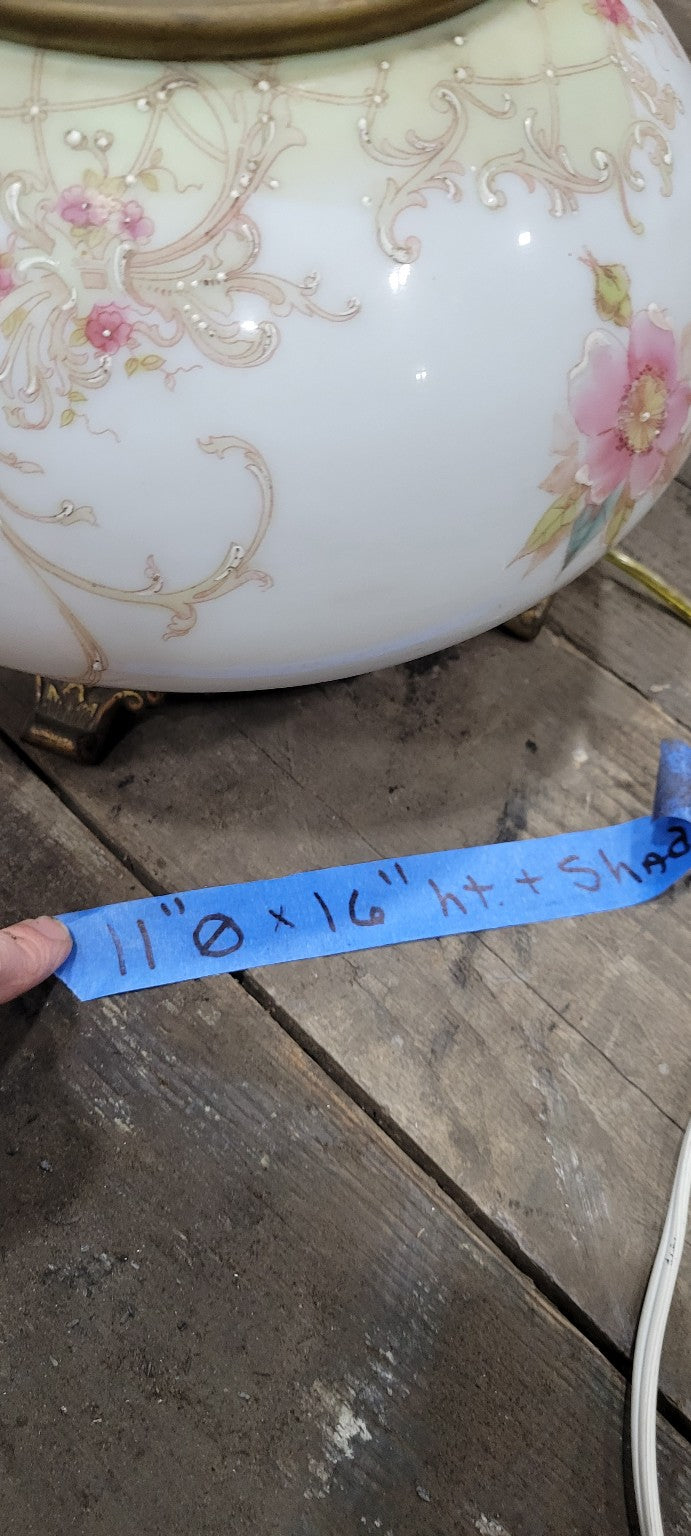 11" Ø x 16" ht. + Shad